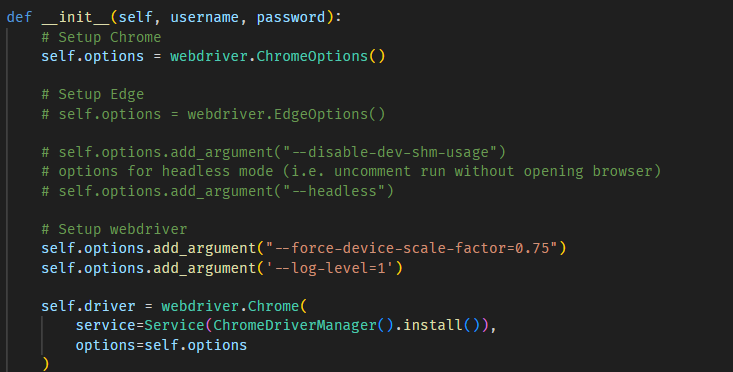 def __init__(self, username, password):
    # Setup Chrome
    self.options = webdriver.ChromeOptions()

    # Setup Edge
    # self.options = webdriver.EdgeOptions()

    # self.options.add_argument("--disable-dev-shm-usage")
    # options for headless mode (i.e. uncomment run without opening browser)
    # self.options.add_argument("--headless")

    # Setup webdriver
    self.options.add_argument("--force-device-scale-factor=0.75")
    self.options.add_argument('--log-level=1')

    self.driver = webdriver.Chrome(
        service=Service(ChromeDriverManager().install()),
        options=self.options
    )